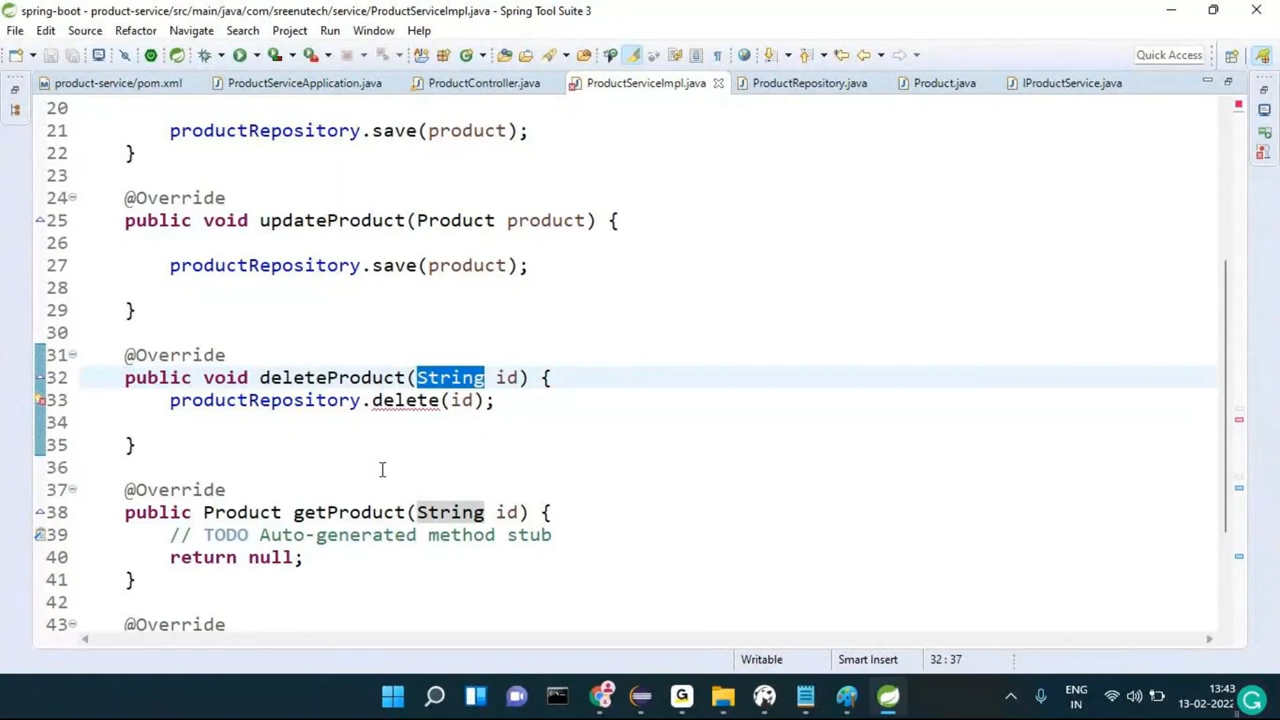 spring-boot - product-service/src/main/java/com/sreenutech/service/ProductServiceImpl.java - Spring Tool Suite 3
File Edit Source Refactor Navigate Search Project Run Window Help
Quick Access
product-service/pom.xml ProductServiceApplication.java ProductController.java ProductServiceImpl.java ProductRepository.java Product.java IProductService.java
20
21 productRepository.save(product);
22 }
23
24 @Override
25 public void updateProduct(Product product) {
26
27 productRepository.save(product);
28
29 }
30
31 @Override
32 public void deleteProduct(String id) {
33 productRepository.delete(id);
34
35 }
36
37 @Override
38 public Product getProduct(String id) {
39 // TODO Auto-generated method stub
40 return null;
41 }
42
43 @Override
Writable Smart Insert 32 : 37
ENG 13:43
IN 13-02-2022